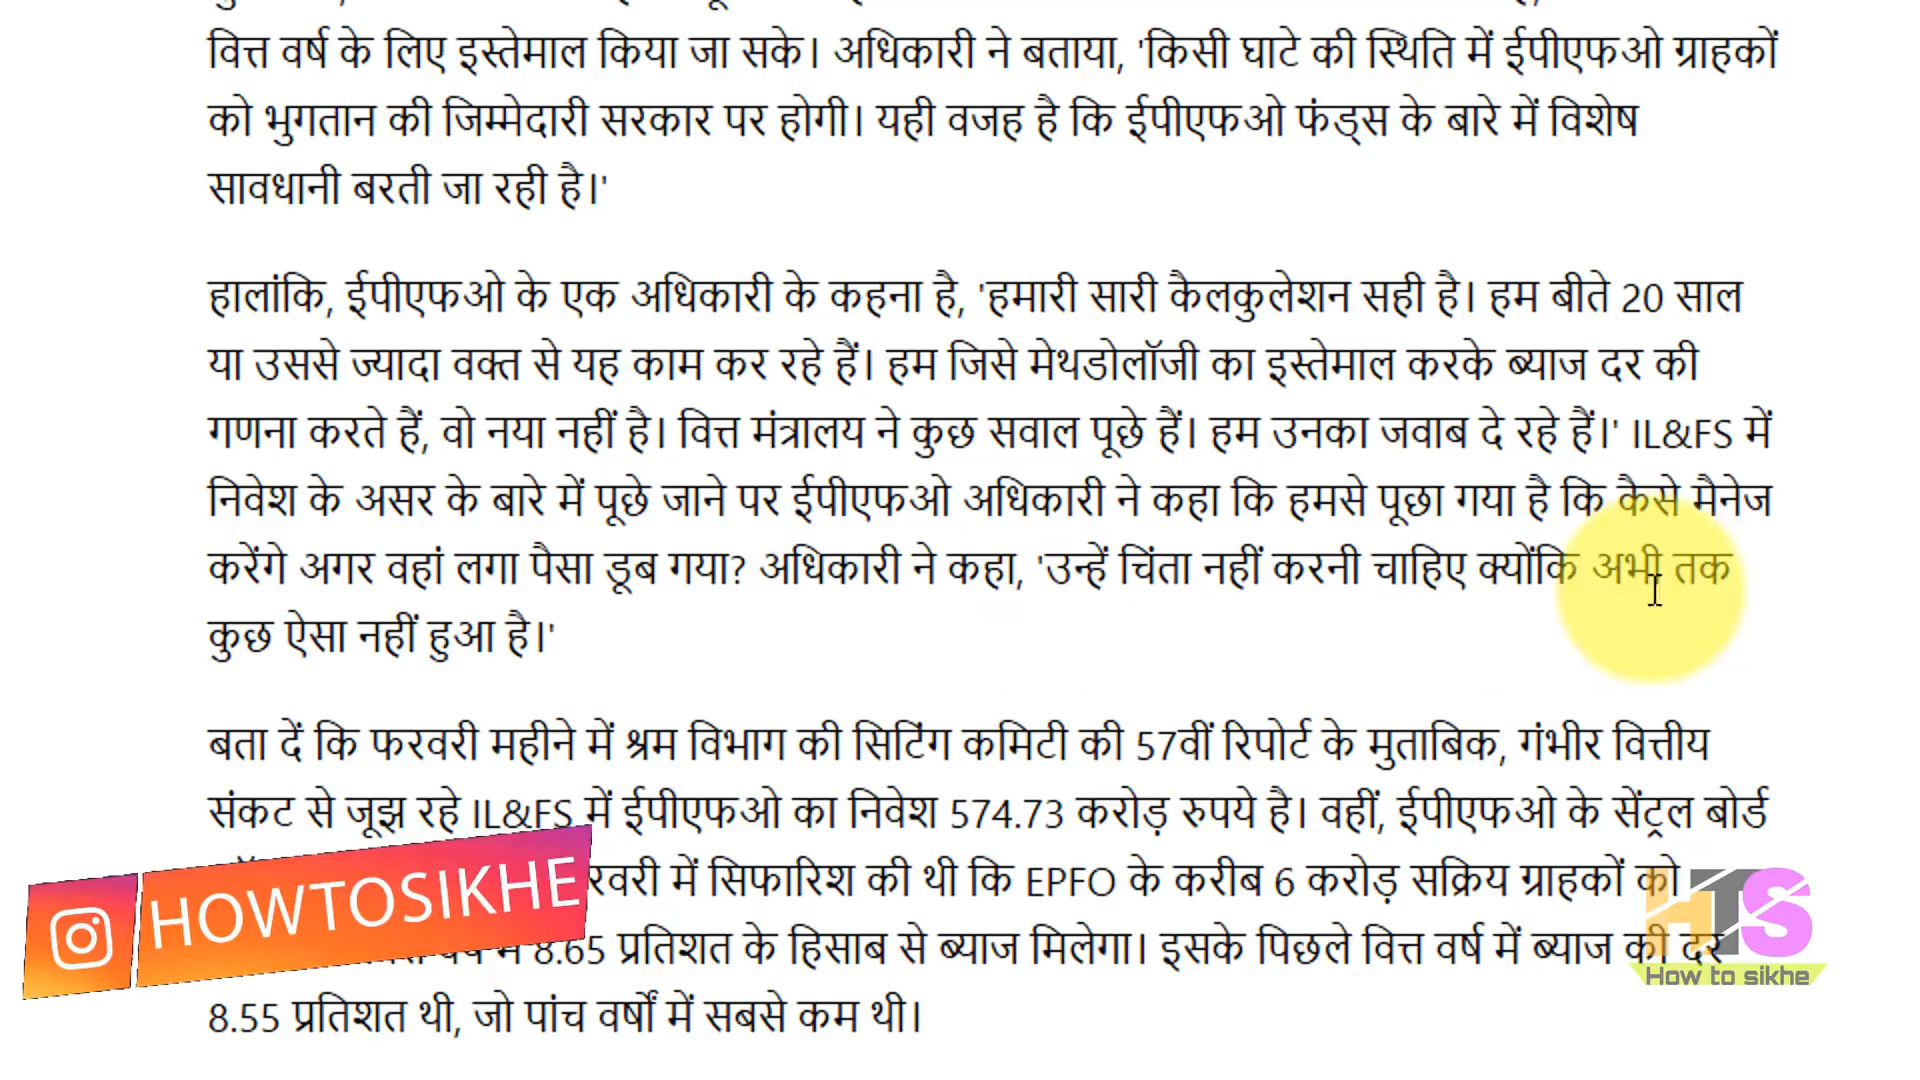 वित्त वर्ष के लिए इस्तेमाल किया जा सके। अधिकारी ने बताया, 'किसी घाटे की स्थिति में ईपीएफओ ग्राहकों
को भुगतान की जिम्मेदारी सरकार पर होगी। यही वजह है कि ईपीएफओ फंड्स के बारे में विशेष
सावधानी बरती जा रही है।'
हालांकि, ईपीएफओ के एक अधिकारी के कहना है, 'हमारी सारी कैलकुलेशन सही है। हम बीते 20 साल
या उससे ज्यादा वक्त से यह काम कर रहे हैं। हम जिसे मेथडोलॉजी का इस्तेमाल करके ब्याज दर की
गणना करते हैं, वो नया नहीं है। वित्त मंत्रालय ने कुछ सवाल पूछे हैं। हम उनका जवाब दे रहे हैं।' IL&FS में
निवेश के असर के बारे में पूछे जाने पर ईपीएफओ अधिकारी ने कहा कि हमसे पूछा गया है कि कैसे मैनेज
करेंगे अगर वहां लगा पैसा डूब गया? अधिकारी ने कहा, 'उन्हें चिंता नहीं करनी चाहिए क्योंकि अभी तक
कुछ ऐसा नहीं हुआ है।'
बता दें कि फरवरी महीने में श्रम विभाग की सिटिंग कमिटी की 57वीं रिपोर्ट के मुताबिक, गंभीर वित्तीय
संकट से जूझ रहे IL&FS में ईपीएफओ का निवेश 574.73 करोड़ रुपये है। वहीं, ईपीएफओ के सेंट्रल बोर्ड
में सिफारिश की थी कि EPFO के करीब 6 करोड़ सक्रिय ग्राहकों को
8.65 प्रतिशत के हिसाब से ब्याज मिलेगा। इसके पिछले वित्त वर्ष में ब्याज की दर
8.55 प्रतिशत थी, जो पांच वर्षों में सबसे कम थी।
HOWTOSIKHE
HTS
How to sikhe